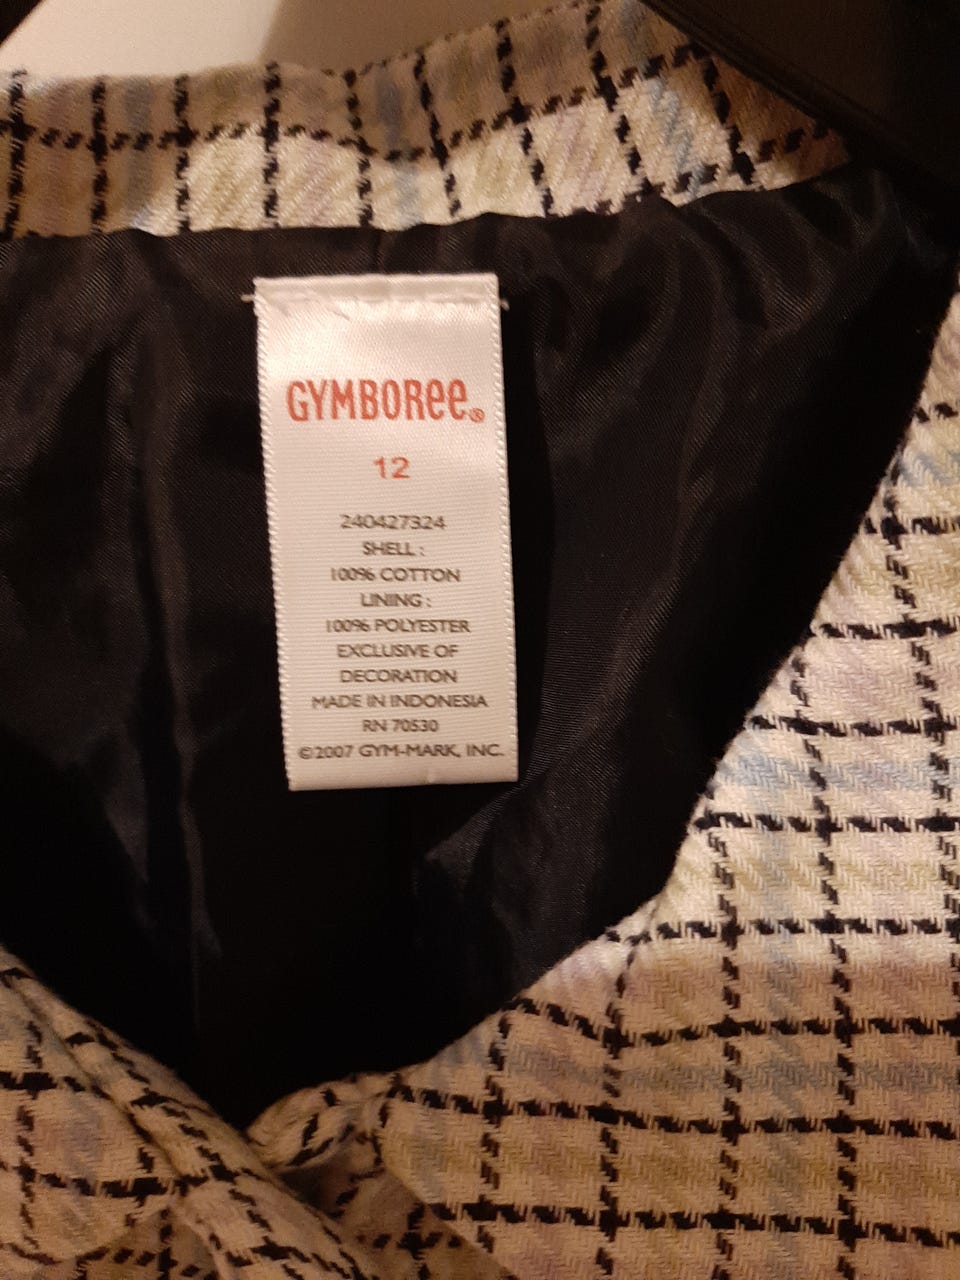 GYMBOREE®
12
240427324
SHELL :
100% COTTON
LINING :
100% POLYESTER
EXCLUSIVE OF
DECORATION
MADE IN INDONESIA
RN 70530
©2007 GYM-MARK, INC.